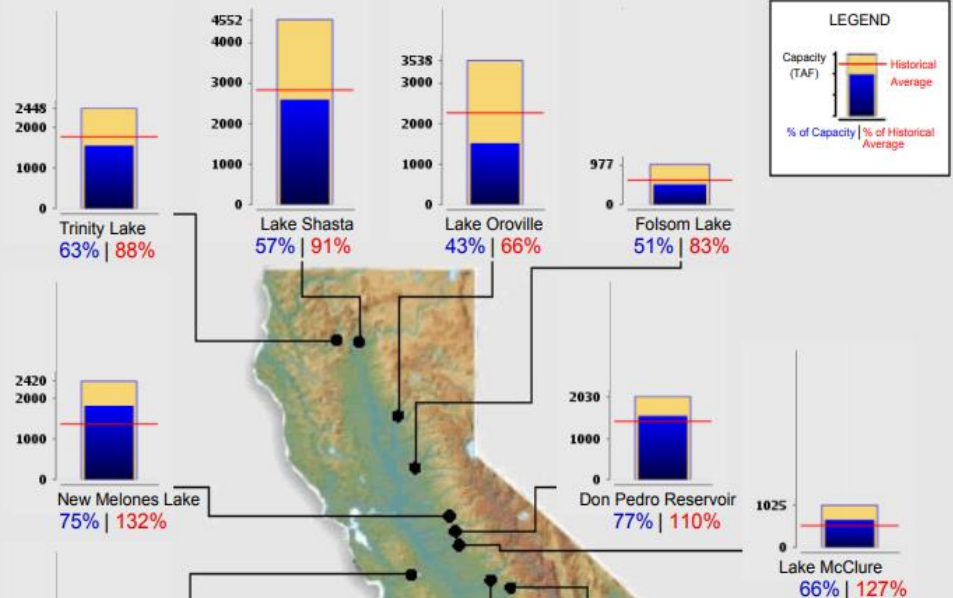 4552
4000
3000
2000
1000
0
Lake Shasta
57% | 91%
3538
3000
2000
1000
0
Lake Oroville
43% | 66%
977
0
Folsom Lake
51% | 83%
LEGEND
Capacity
(TAF)
Historical
Average
% of Capacity | % of Historical
Average
2448
2000
1000
0
Trinity Lake
63% | 88%
2420
2000
1000
0
New Melones Lake
75% | 132%
2030
1000
0
Don Pedro Reservoir
77% | 110%
1025
0
Lake McClure
66% | 127%